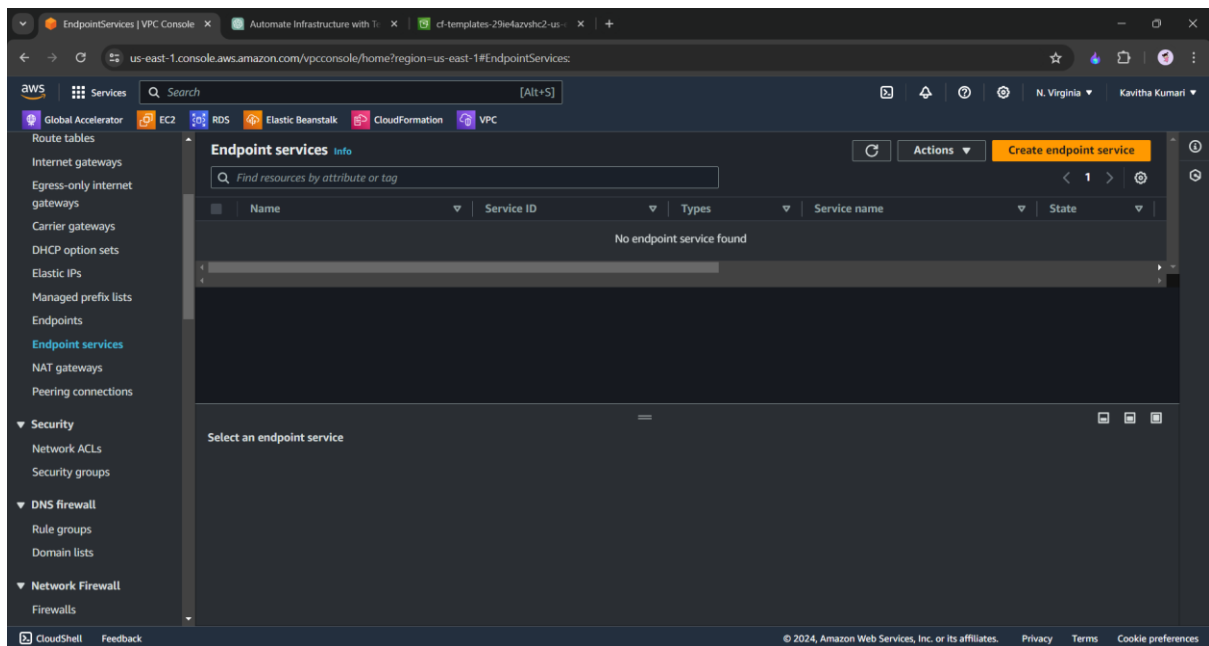 EndpointServices | VPC Console
Automate Infrastructure with Te
cf-templates-29ie4azvshc2-us-e
us-east-1.console.aws.amazon.com/vpcconsole/home?region=us-east-1#EndpointServices:
aws Services Search [Alt+S] N. Virginia Kavitha Kumari
Global Accelerator EC2 RDS Elastic Beanstalk CloudFormation VPC
Route tables
Internet gateways
Egress-only internet
gateways
Carrier gateways
DHCP option sets
Elastic IPs
Managed prefix lists
Endpoints
Endpoint services
NAT gateways
Peering connections
Security
Network ACLs
Security groups
DNS firewall
Rule groups
Domain lists
Network Firewall
Firewalls
Endpoint services Info Actions Create endpoint service
Find resources by attribute or tag 1
Name Service ID Types Service name State
No endpoint service found
Select an endpoint service
CloudShell Feedback © 2024, Amazon Web Services, Inc. or its affiliates. Privacy Terms Cookie preferences